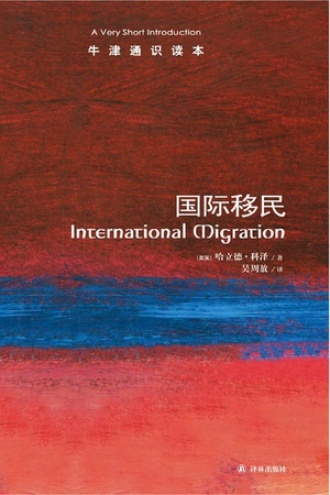 A Very Short Introduction
牛津通识读本
国际移民
International Migration
[英国] 哈立德·科泽 / 著
吴周放 / 译
译林出版社